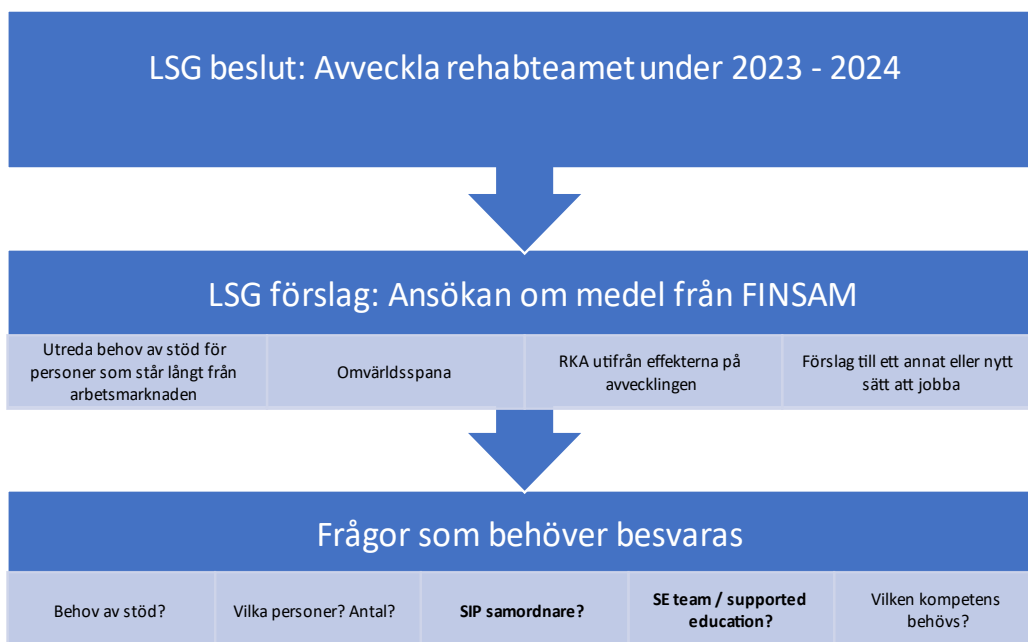 LSG beslut: Avveckla rehabteamet under 2023 - 2024
LSG förslag: Ansökan om medel från FINSAM
Utreda behov av stöd för
personer som står långt från
arbetsmarknaden
Omvärldsspana
RKA utifrån effekterna på
avvecklingen
Förslag till ett annat eller nytt
sätt att jobba
Frågor som behöver besvaras
Behov av stöd?
Vilka personer? Antal?
SIP samordnare?
SE team / supported
education?
Vilken kompetens
behövs?